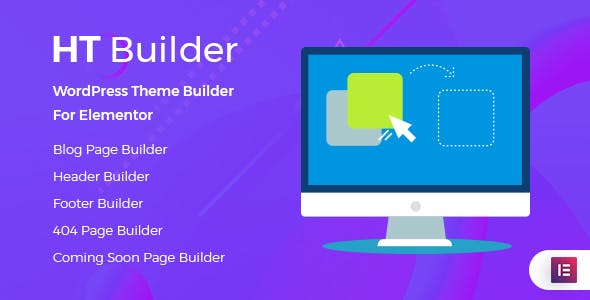 HT Builder
WordPress Theme Builder
For Elementor
Blog Page Builder
Header Builder
Footer Builder
404 Page Builder
Coming Soon Page Builder